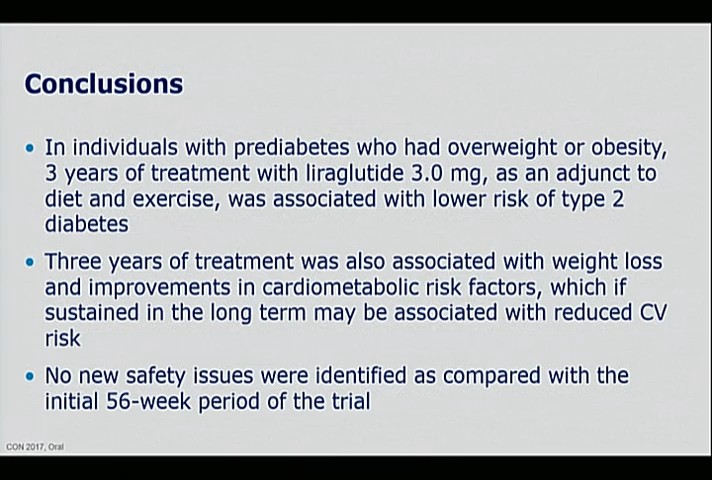 Conclusions
• In individuals with prediabetes who had overweight or obesity,
3 years of treatment with liraglutide 3.0 mg, as an adjunct to
diet and exercise, was associated with lower risk of type 2
diabetes
• Three years of treatment was also associated with weight loss
and improvements in cardiometabolic risk factors, which if
sustained in the long term may be associated with reduced CV
risk
• No new safety issues were identified as compared with the
initial 56-week period of the trial
CON 2017, Oral